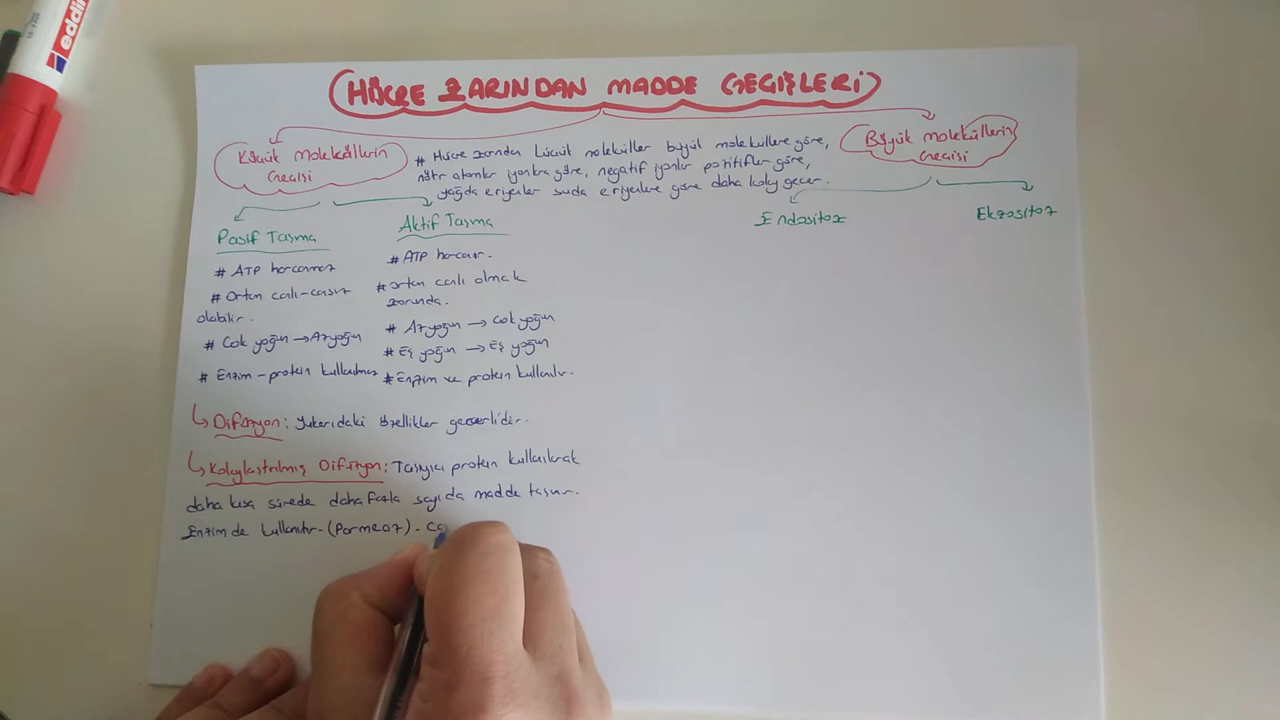 eddin
HÜCRE ZARINDAN MADDE GEÇİŞLERİ
Küçük Moleküllerin
Geçişi
# Hücre zarında küçük moleküller büyük moleküllere göre,
nötr atomlar iyonlara göre, negatif iyonlar pozitifler göre,
yağda eriyenler suda eriyenlere göre daha kolay geçer.
Büyük Moleküllerin
Geçişi
Pasif Taşıma
# ATP harcanmaz
# Ortam canlı-cansız
olabilir.
# Çok yoğun → Az yoğun
# Enzim - protein kullanılmaz
Aktif Taşıma
# ATP harcanır.
# Ortam canlı olmak
zorunda.
# Az yoğun → Çok yoğun
# Eş yoğun → Eş yoğun
# Enzim ve protein kullanılır.
Endositoz
Ekzositoz
↳ Difüzyon: Yukarıdaki özellikler geçerlidir.
↳ Kolaylaştırılmış Difüzyon: Taşıyıcı protein kullanılarak
daha kısa sürede daha fazla sayıda madde taşınır.
Enzim de kullanılır. (Permeaz).